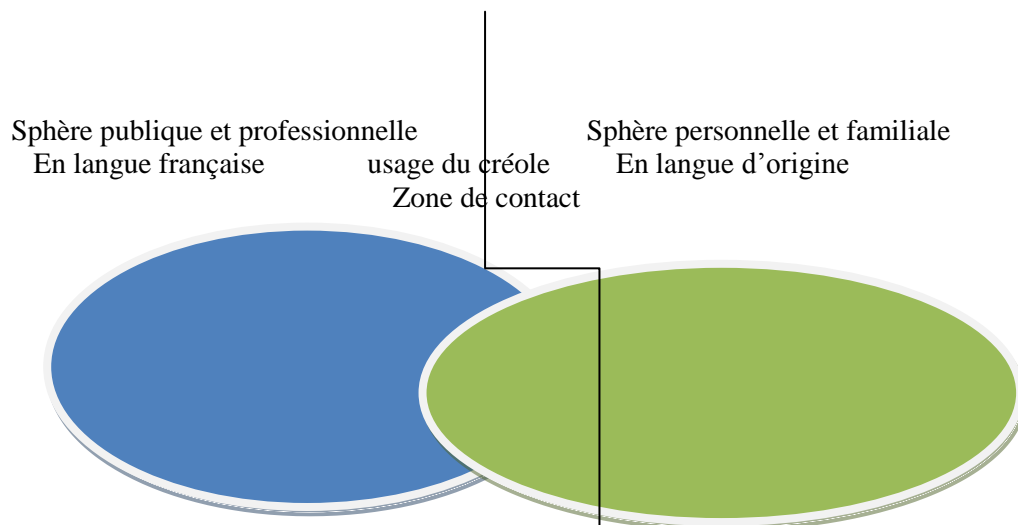 Sphère publique et professionnelle
En langue française
usage du créole
Zone de contact
Sphère personnelle et familiale
En langue d’origine